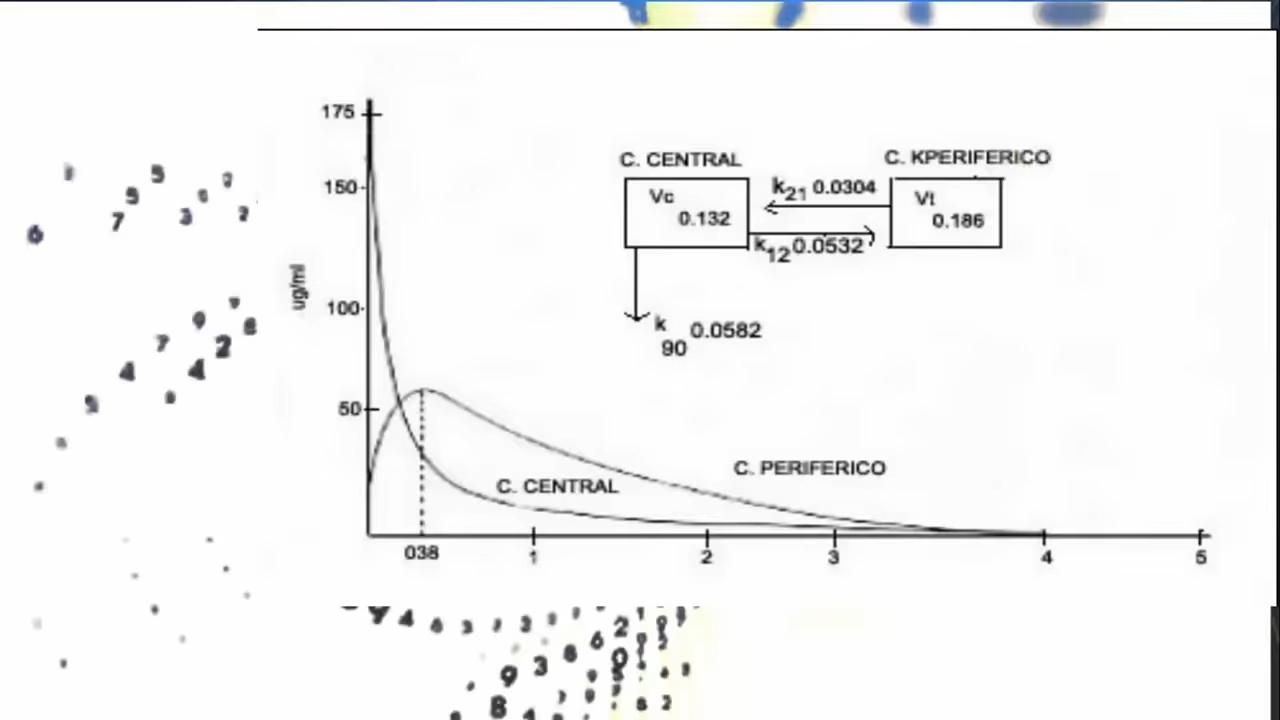 175
150
100
50
ug/ml
C. CENTRAL
Vc
0.132
k21 0.0304
k12 0.0532
C. KPERIFERICO
Vt
0.186
k90 0.0582
C. PERIFERICO
C. CENTRAL
038
1
2
3
4
5